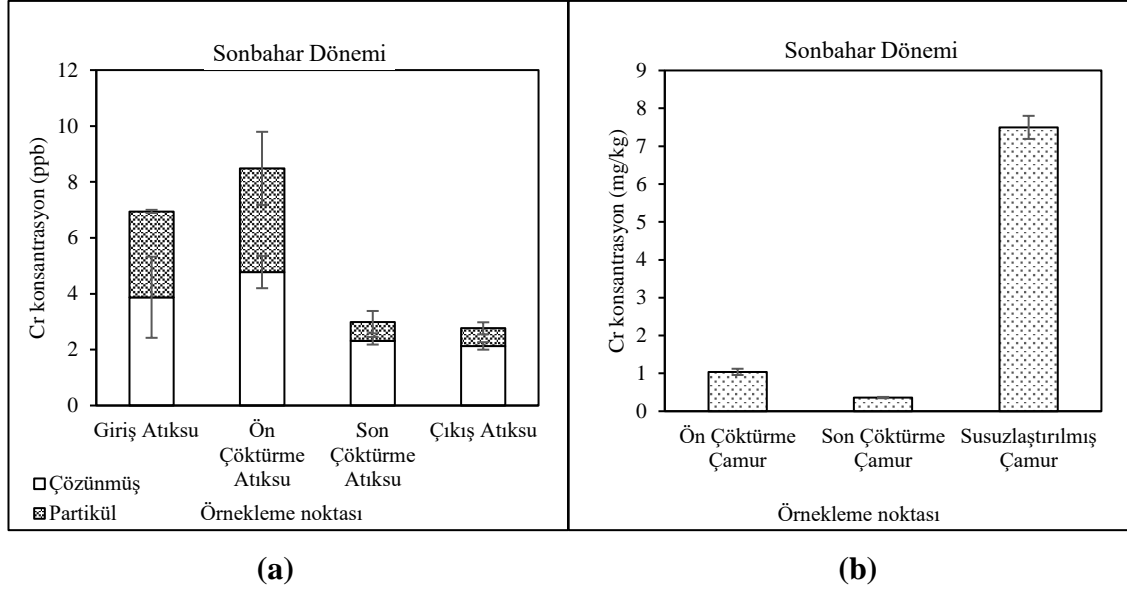 Sonbahar Dönemi
Cr konsantrasyon (ppb)
12
10
8
6
4
2
0
Giriş Atıksu
Ön
Çöktürme
Atıksu
Son
Çöktürme
Atıksu
Çıkış Atıksu
Çözünmüş
Partikül
Örnekleme noktası
(a)
Sonbahar Dönemi
Cr konsantrasyon (mg/kg)
9
8
7
6
5
4
3
2
1
0
Ön Çöktürme
Çamur
Son Çöktürme
Çamur
Susuzlaştırılmış
Çamur
Örnekleme noktası
(b)